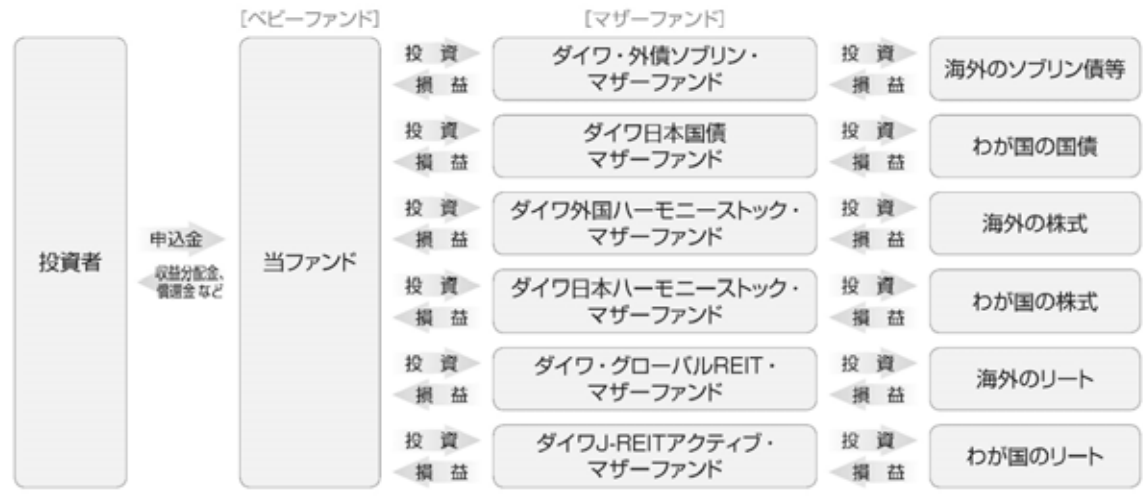 [ベビーファンド]
[マザーファンド]
投資者
申込金
収益分配金、
償還金 など
当ファンド
投 資
損 益
ダイワ・外債ソブリン・
マザーファンド
投 資
損 益
海外のソブリン債等
投 資
損 益
ダイワ日本国債
マザーファンド
投 資
損 益
わが国の国債
投 資
損 益
ダイワ外国ハーモニーストック・
マザーファンド
投 資
損 益
海外の株式
投 資
損 益
ダイワ日本ハーモニーストック・
マザーファンド
投 資
損 益
わが国の株式
投 資
損 益
ダイワ・グローバルREIT・
マザーファンド
投 資
損 益
海外のリート
投 資
損 益
ダイワJ-REITアクティブ・
マザーファンド
投 資
損 益
わが国のリート